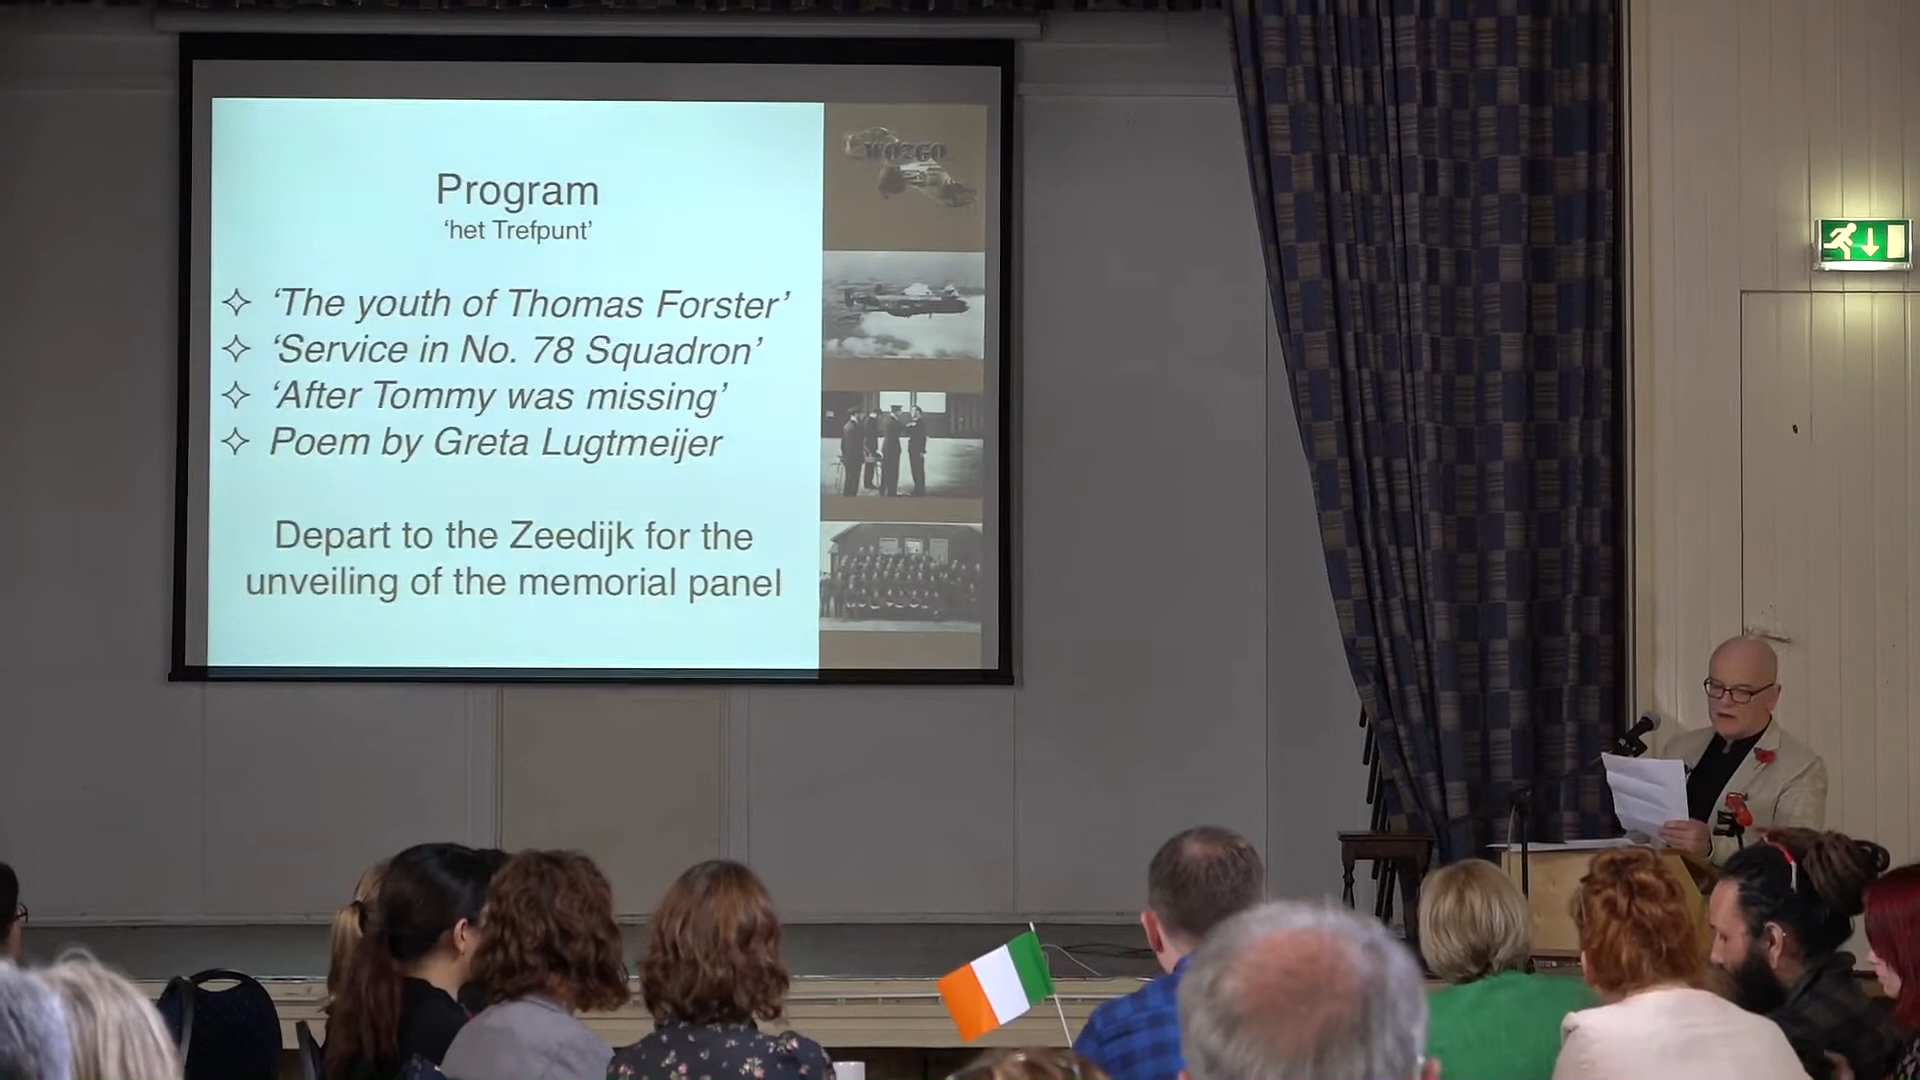 Program
‘het Trefpunt’
‘The youth of Thomas Forster’
‘Service in No. 78 Squadron’
‘After Tommy was missing’
Poem by Greta Lugtmeijer
Depart to the Zeedijk for the
unveiling of the memorial panel